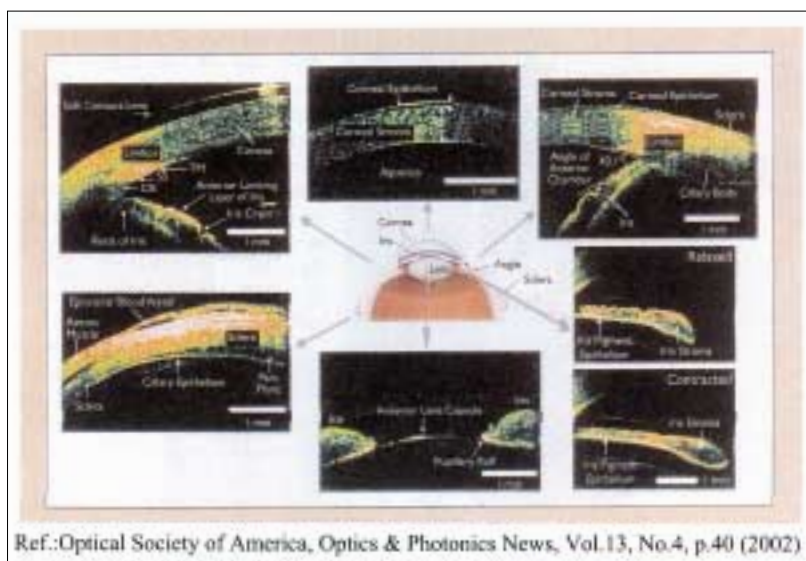 Soft Contact Lens
Limbus
Cornea
Anterior Limiting
Layer of Iris
Root of Iris
1 mm
Corneal Epithelium
Corneal Stroma
Aqueous
1 mm
Corneal Stroma
Corneal Epithelium
Sclera
Limbus
Angle of
Anterior
Chamber
Ciliary Body
Iris
1 mm
Cornea
Iris
Lens
Angle
Sclera
Relaxed
Iris Pigment
Epithelium
Iris Stroma
Episcleral Blood Vessel
Muscle
Sclera
Ciliary Epithelium
Pars
Plana
Sclera
1 mm
Iris
Anterior Lens Capsule
Iris
Pupillary Ruff
1 mm
Contracted
Iris Stroma
Iris Pigment
Epithelium
1 mm
Ref.:Optical Society of America, Optics & Photonics News, Vol.13, No.4, p.40 (2002)